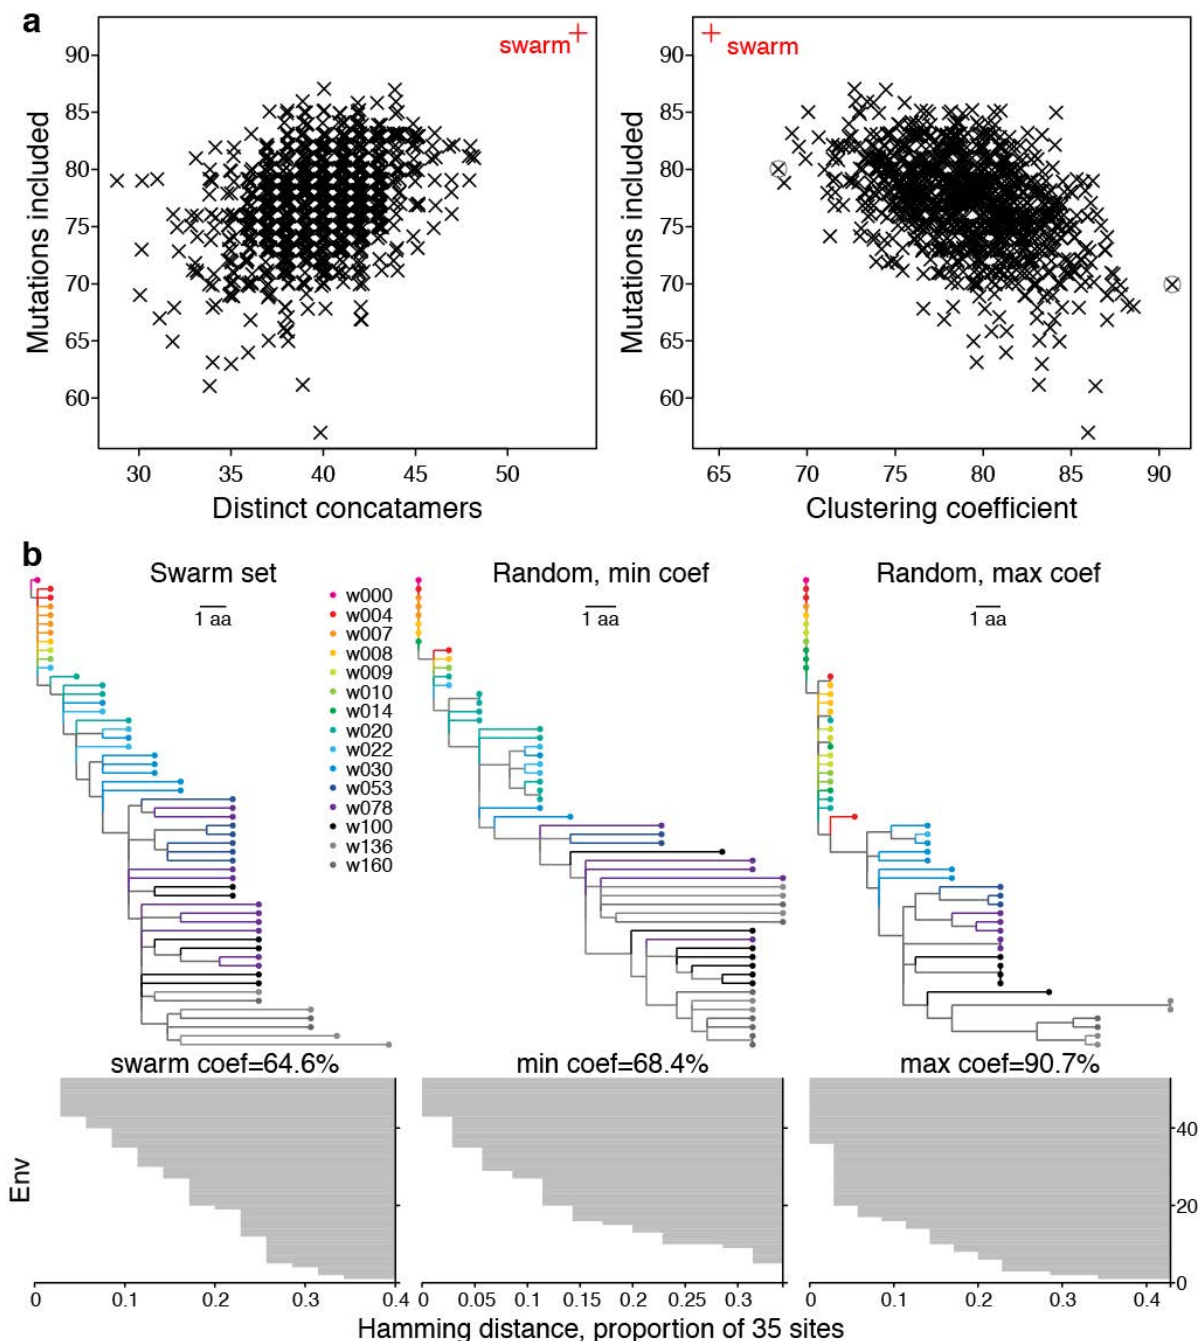 a
swarm
Mutations included
90
85
80
75
70
65
60
30 35 40 45 50
Distinct concatamers
swarm
Mutations included
90
85
80
75
70
65
60
65 70 75 80 85 90
Clustering coefficient
b
Swarm set
1 aa
w000
w004
w007
w008
w009
w010
w014
w020
w022
w030
w053
w078
w100
w136
w160
Random, min coef
1 aa
Random, max coef
1 aa
swarm coef=64.6%
min coef=68.4%
max coef=90.7%
Env
40
20
0
0 0.1 0.2 0.3 0.4
0 0.05 0.1 0.15 0.2 0.25 0.3
0 0.1 0.2 0.3 0.4
Hamming distance, proportion of 35 sites